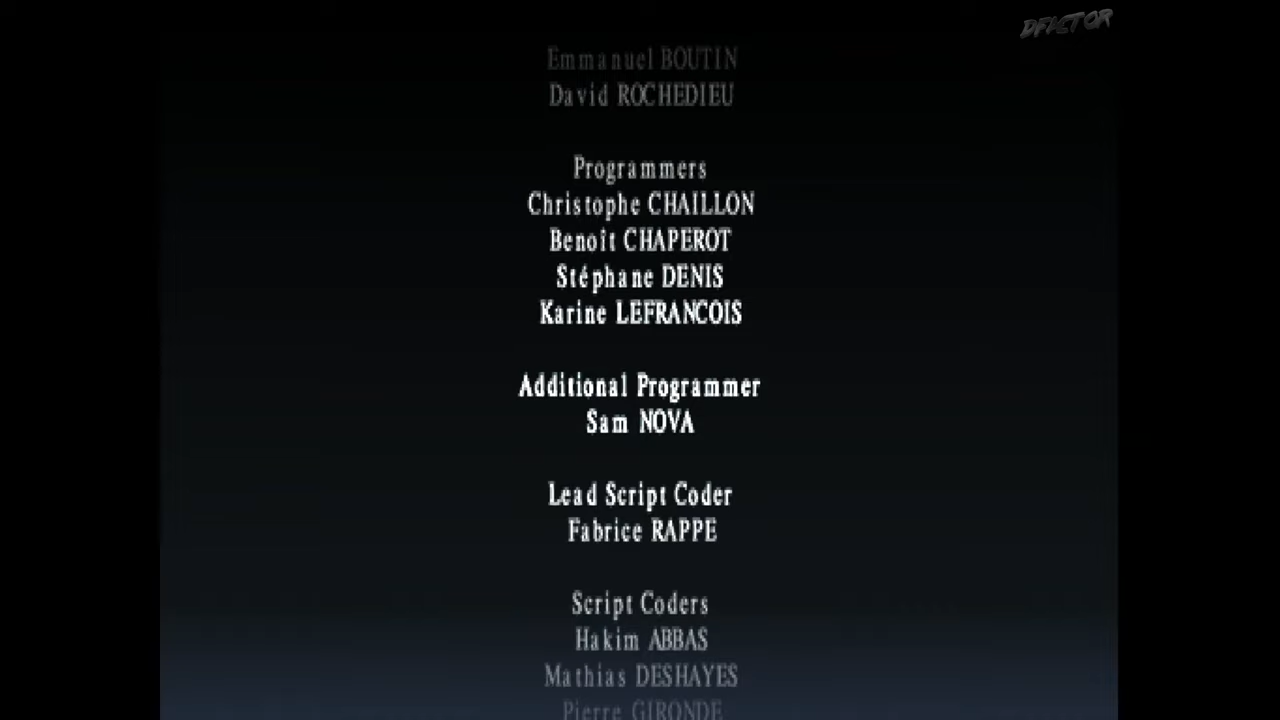 DFACTOR
Emmanuel BOUTIN
David ROCHEDIEU
Programmers
Christophe CHAILLON
Benoît CHAPEROT
Stéphane DENIS
Karine LEFRANCOIS
Additional Programmer
Sam NOVA
Lead Script Coder
Fabrice RAPPE
Script Coders
Hakim ABBAS
Mathias DESHAYES
Pierre GIRONDE